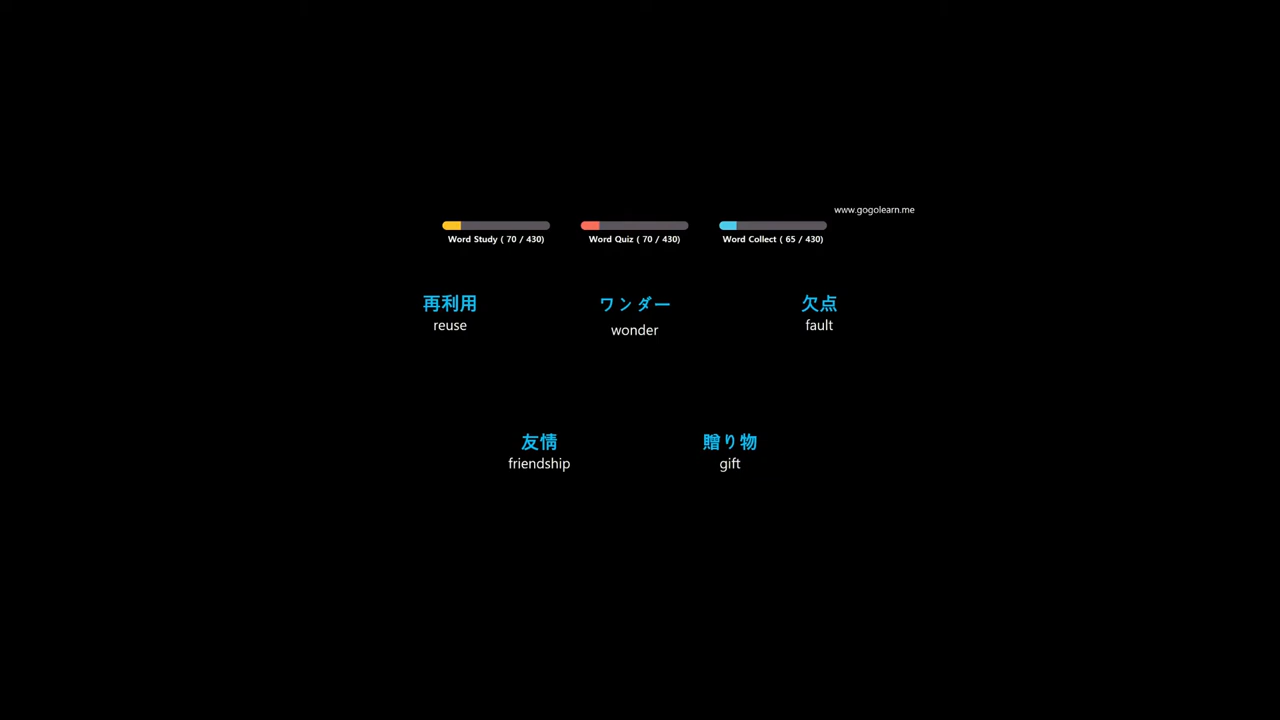 www.gogolearn.me
Word Study ( 70 / 430)
Word Quiz ( 70 / 430)
Word Collect ( 65 / 430)
再利用
reuse
ワンダー
wonder
欠点
fault
友情
friendship
贈り物
gift